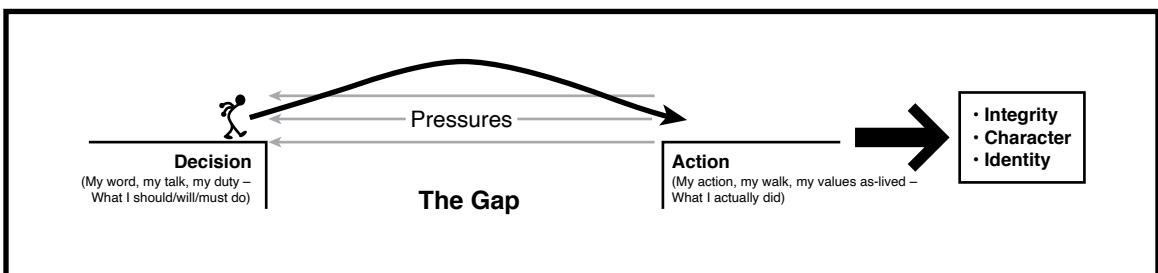 Pressures
Decision
(My word, my talk, my duty –
What I should/will/must do)
The Gap
Action
(My action, my walk, my values as-lived –
What I actually did)
• Integrity
• Character
• Identity